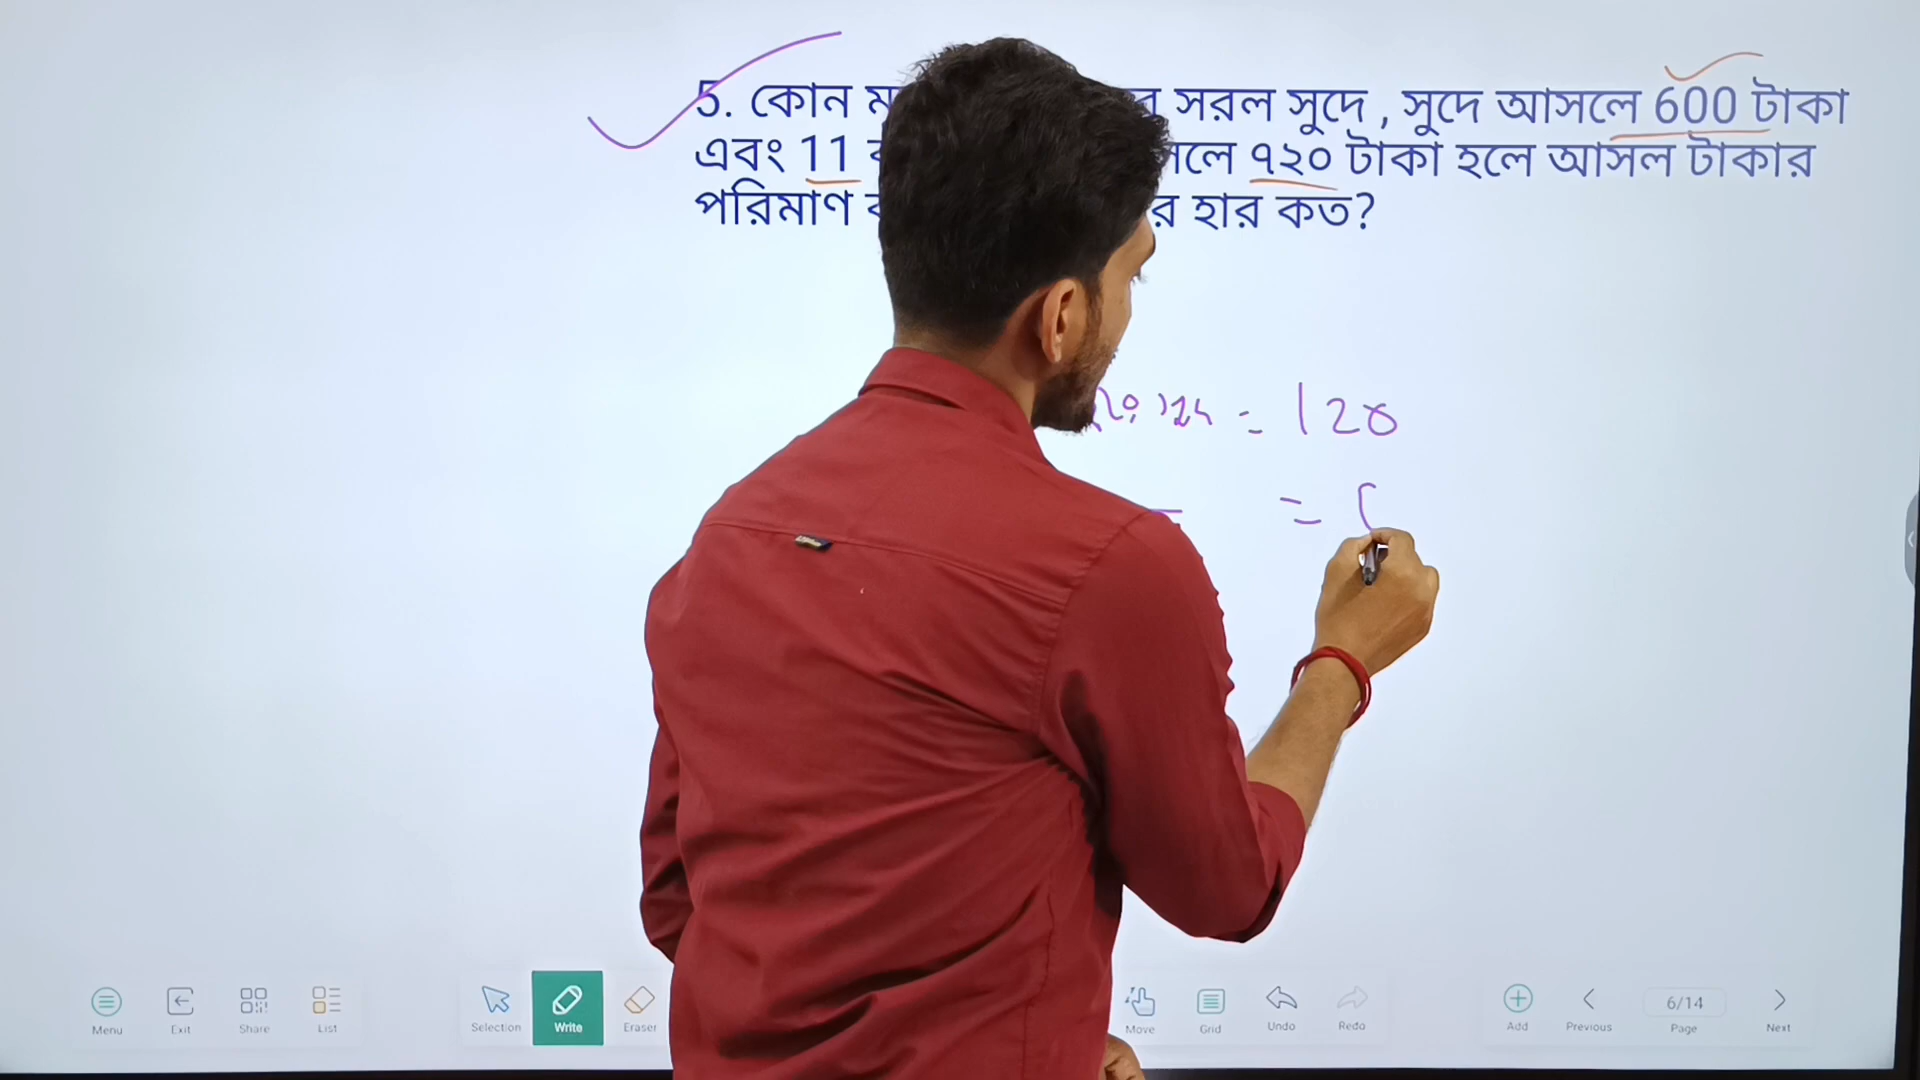 5. কোন র সরল সুদে , সুদে আসলে 600 টাকা
এবং 11 সলে ৭২০ টাকা হলে আসল টাকার
পরিমাণ র হার কত?
= 120
=
Menu Exit Share List Selection Write Eraser Move Grid Undo Redo Add Previous 6/14 Page Next